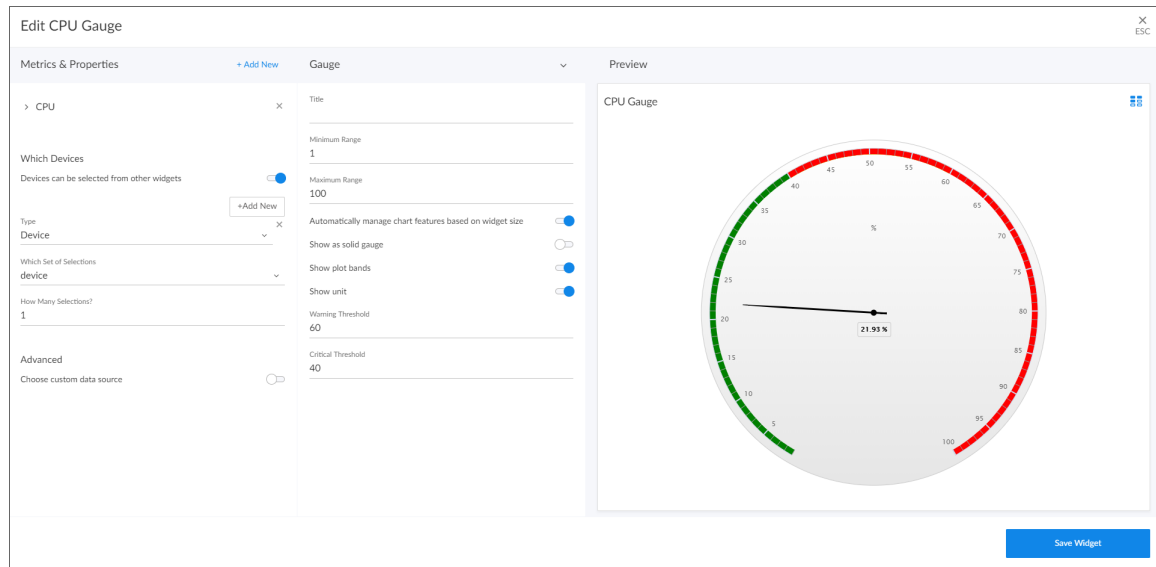 Edit CPU Gauge
ESC
Metrics & Properties
+ Add New
Gauge
Preview
CPU
Which Devices
Devices can be selected from other widgets
+Add New
Type
Device
Which Set of Selections
device
How Many Selections?
1
Advanced
Choose custom data source
Title
Minimum Range
1
Maximum Range
100
Automatically manage chart features based on widget size
Show as solid gauge
Show plot bands
Show unit
Warning Threshold
60
Critical Threshold
40
CPU Gauge
5
10
15
20
25
30
35
40
45
50
55
60
65
70
75
80
85
90
95
100
%
21.93 %
Save Widget